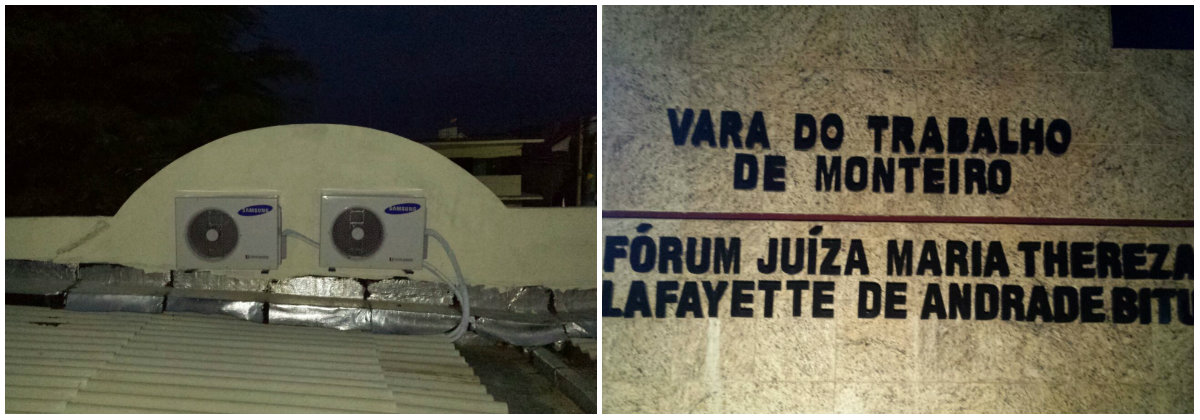 SAMSUNG
SAMSUNG
VARA DO TRABALHO
DE MONTEIRO
FÓRUM JUÍZA MARIA THEREZA
LAFAYETTE DE ANDRADE BITU